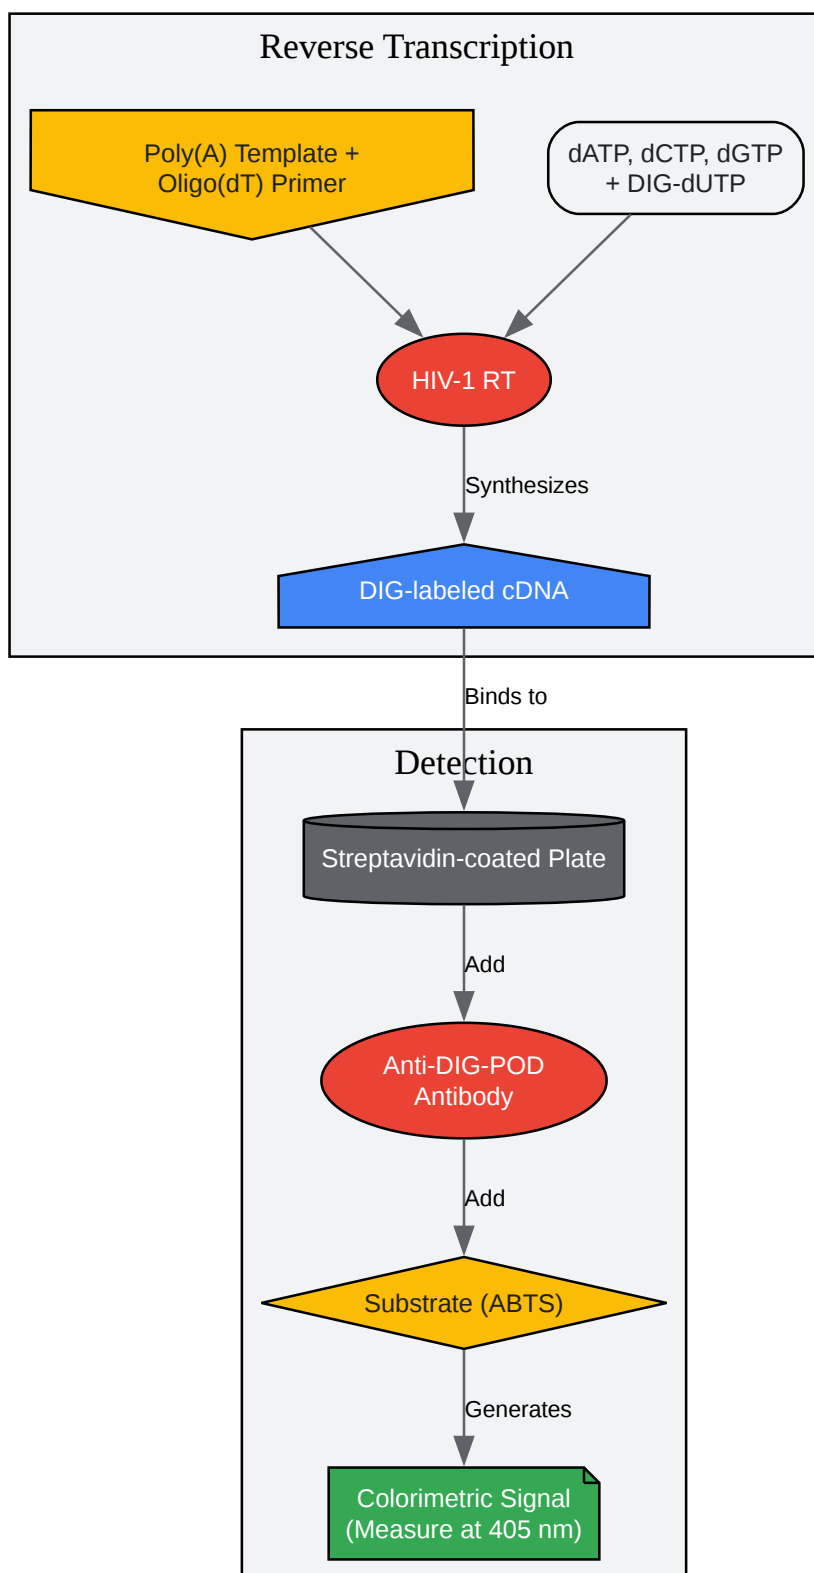 Reverse Transcription
Poly(A) Template +
Oligo(dT) Primer
dATP, dCTP, dGTP
+ DIG-dUTP
HIV-1 RT
Synthesizes
DIG-labeled cDNA
Binds to
Detection
Streptavidin-coated Plate
Add
Anti-DIG-POD
Antibody
Add
Substrate (ABTS)
Generates
Colorimetric Signal
(Measure at 405 nm)